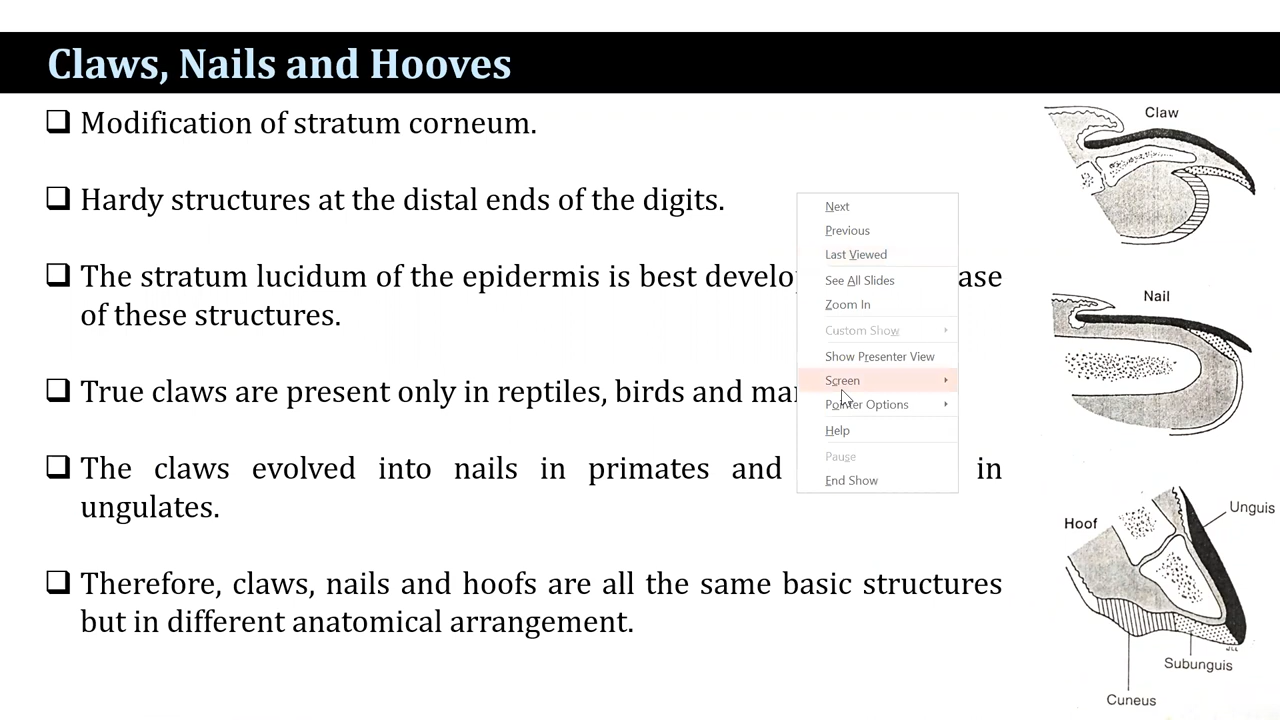 Claws, Nails and Hooves
❑ Modification of stratum corneum.
❑ Hardy structures at the distal ends of the digits.
❑ The stratum lucidum of the epidermis is best ase
of these structures.
❑ True claws are present only in reptiles, birds and
❑ The claws evolved into nails in primates and in
ungulates.
❑ Therefore, claws, nails and hoofs are all the same basic structures
but in different anatomical arrangement.
Next
Previous
Last Viewed
See All Slides
Zoom In
Custom Show
Show Presenter View
Screen
Pointer Options
Help
Pause
End Show
Claw
Nail
Hoof
Unguis
Subunguis
Cuneus